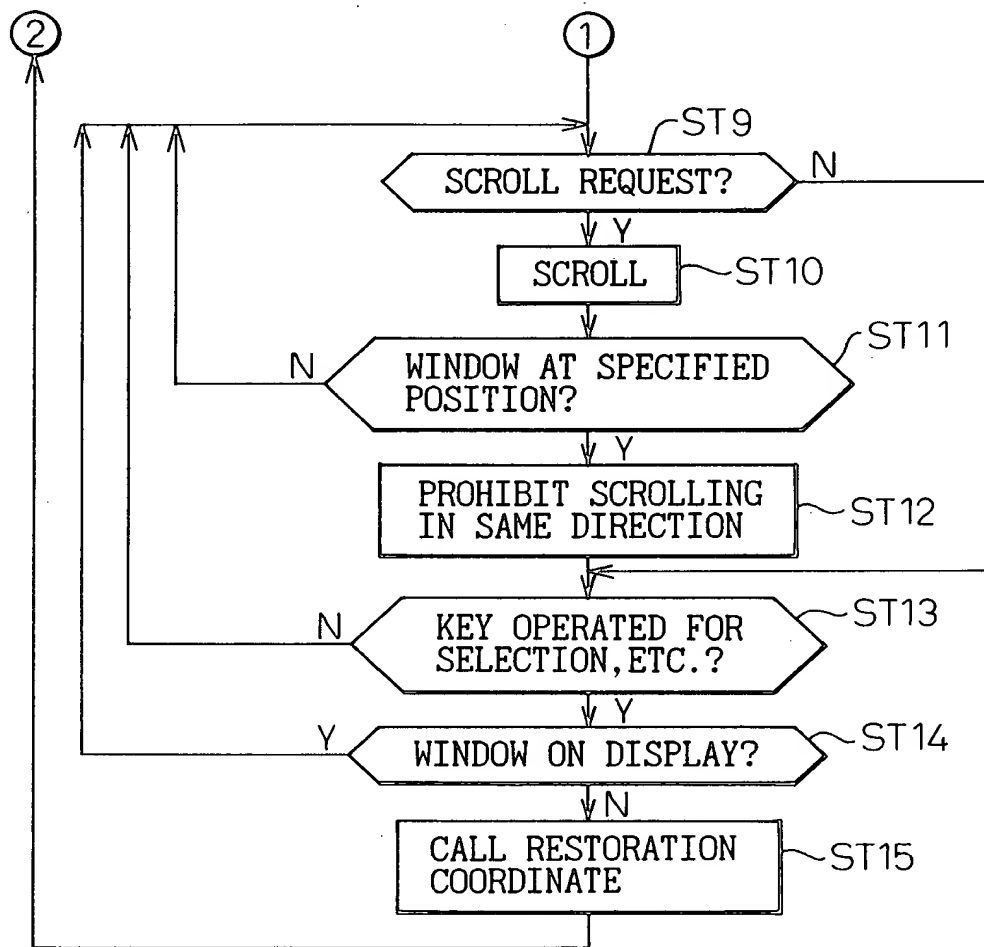 2
1
ST9
SCROLL REQUEST?
N
Y
SCROLL
ST10
ST11
N
WINDOW AT SPECIFIED
POSITION?
Y
PROHIBIT SCROLLING
IN SAME DIRECTION
ST12
ST13
N
KEY OPERATED FOR
SELECTION,ETC.?
Y
Y
WINDOW ON DISPLAY?
ST14
N
CALL RESTORATION
COORDINATE
ST15